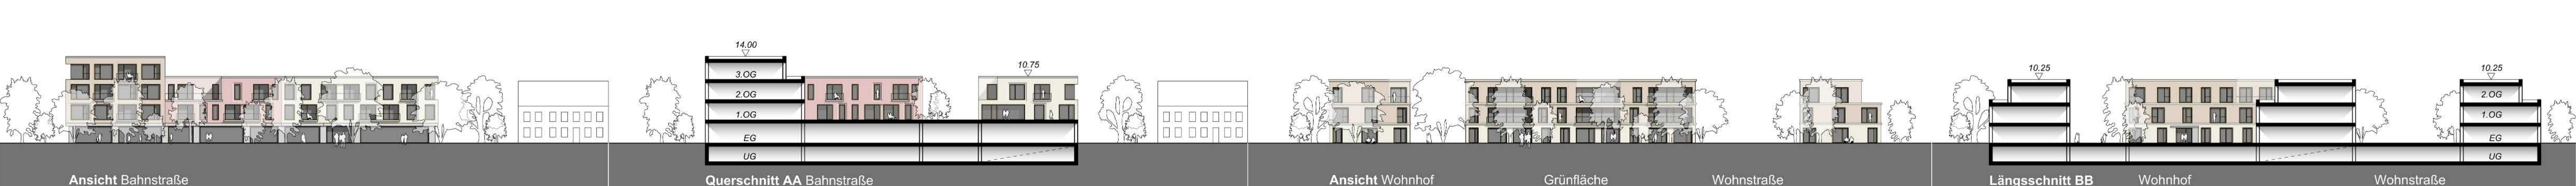 14.00
3.OG
2.OG
1.OG
EG
UG
10.75
10.25
10.25
2.OG
1.OG
EG
UG
Ansicht Bahnstraße
Querschnitt AA Bahnstraße
Ansicht Wohnhof Grünfläche Wohnstraße
Längsschnitt BB Wohnhof Wohnstraße